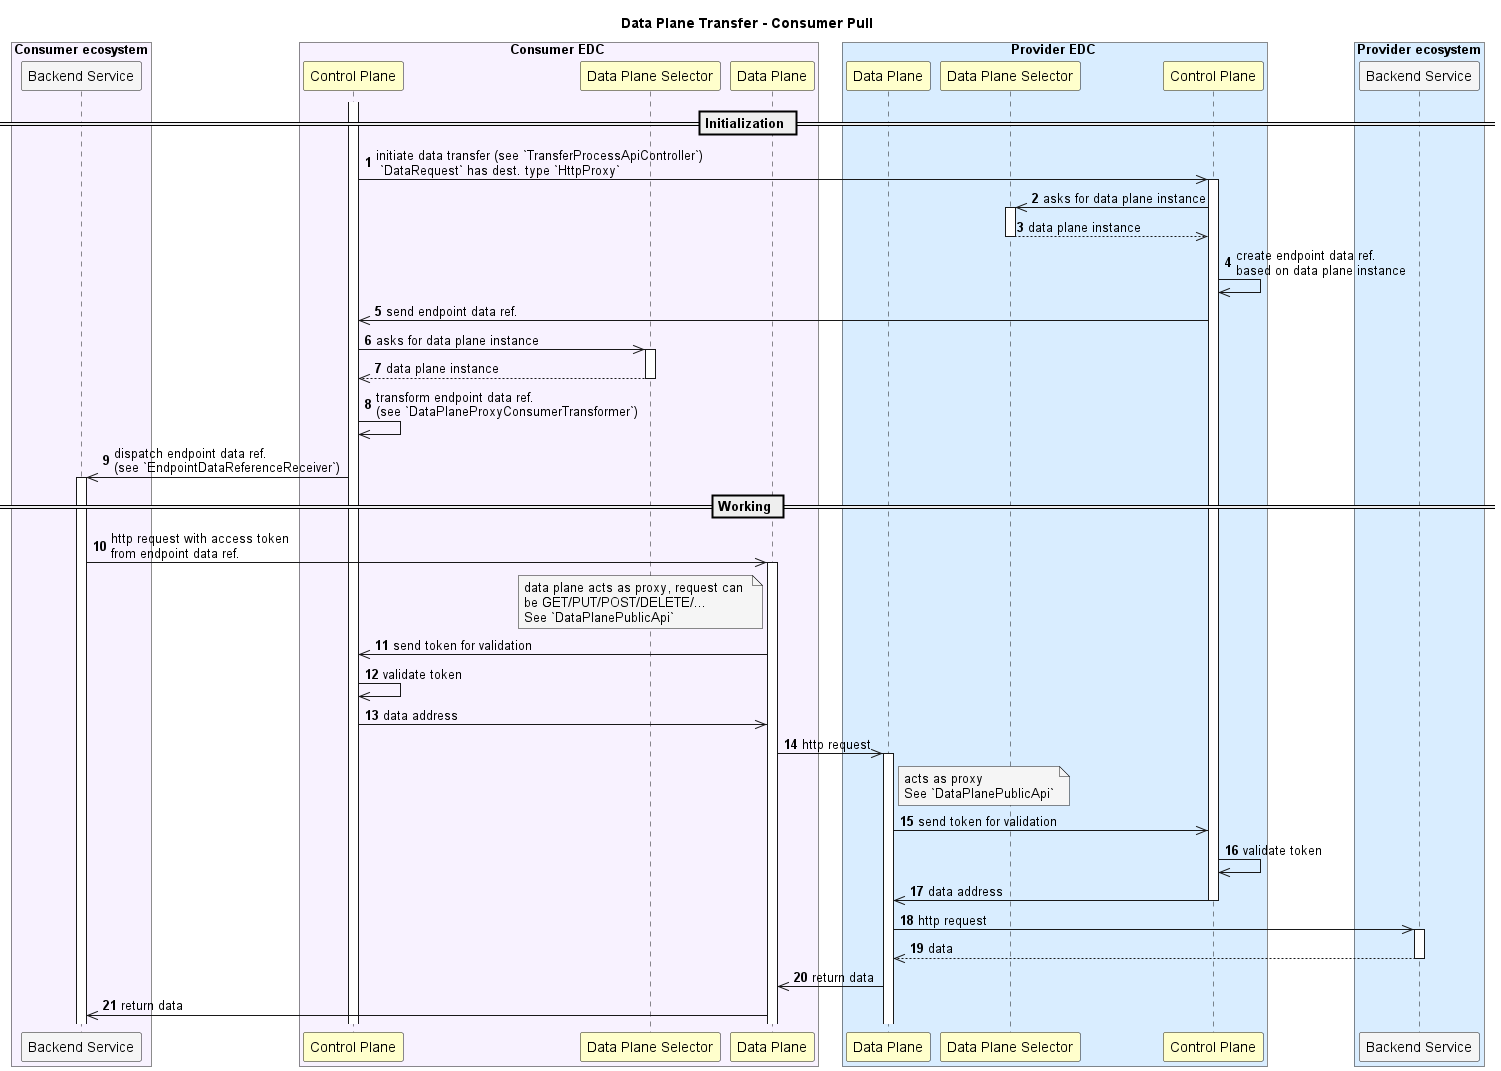 Data Plane Transfer - Consumer Pull
Consumer ecosystem
Consumer EDC
Provider EDC
Provider ecosystem
Backend Service
Control Plane
Data Plane Selector
Data Plane
Data Plane
Data Plane Selector
Control Plane
Backend Service
Initialization
1 initiate data transfer (see `TransferProcessApiController`)
`DataRequest` has dest. type `HttpProxy`
2 asks for data plane instance
3 data plane instance
4 create endpoint data ref.
based on data plane instance
5 send endpoint data ref.
6 asks for data plane instance
7 data plane instance
8 transform endpoint data ref.
(see `DataPlaneProxyConsumerTransformer`)
9 dispatch endpoint data ref.
(see `EndpointDataReferenceReceiver`)
Working
10 http request with access token
from endpoint data ref.
data plane acts as proxy, request can
be GET/PUT/POST/DELETE/...
See `DataPlanePublicApi`
11 send token for validation
12 validate token
13 data address
14 http request
acts as proxy
See `DataPlanePublicApi`
15 send token for validation
16 validate token
17 data address
18 http request
19 data
20 return data
21 return data
Backend Service
Control Plane
Data Plane Selector
Data Plane
Data Plane
Data Plane Selector
Control Plane
Backend Service